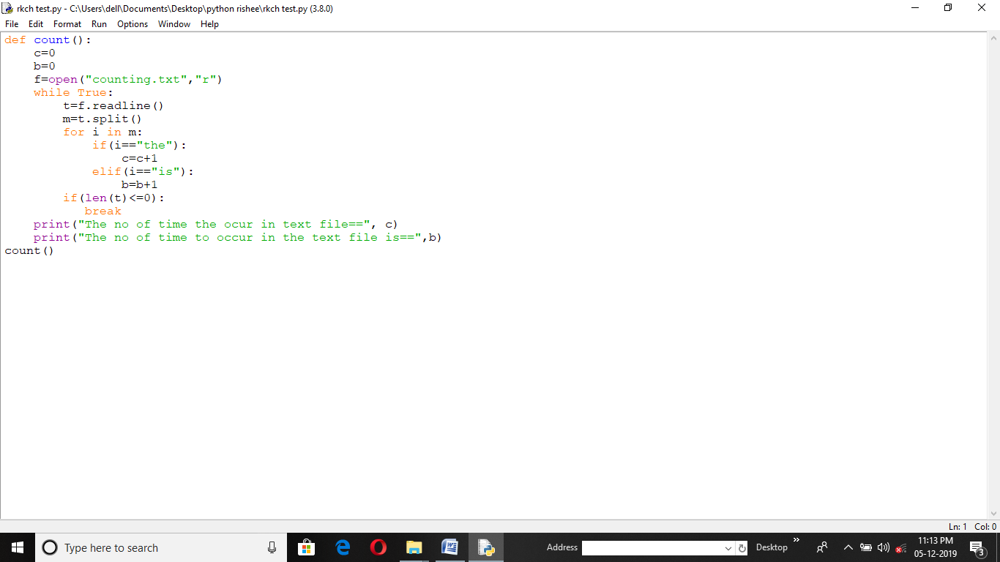 rkch test.py - C:\Users\dell\Documents\Desktop\python rishee\rkch test.py (3.8.0)
File Edit Format Run Options Window Help
def count():
    c=0
    b=0
    f=open("counting.txt","r")
    while True:
        t=f.readline()
        m=t.split()
        for i in m:
            if(i=="the"):
                c=c+1
            elif(i=="is"):
                b=b+1
        if(len(t)<=0):
           break
    print("The no of time the ocur in text file==", c)
    print("The no of time to occur in the text file is==",b)
count()
Ln: 1 Col: 0
Type here to search
Address
Desktop
11:13 PM
05-12-2019
3